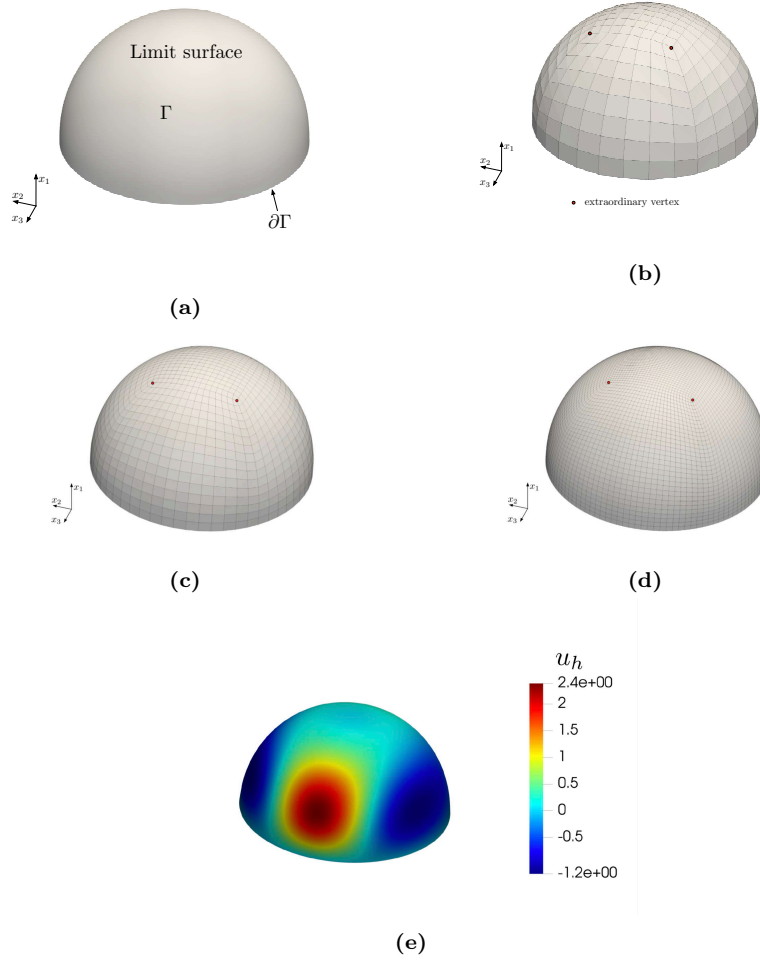 Limit surface
Γ
x₁
x₂
x₃
∂Γ
(a)
x₁
x₂
x₃
extraordinary vertex
(b)
x₁
x₂
x₃
(c)
x₁
x₂
x₃
(d)
u_h
2.4e+00
2
1.5
1
0.5
0
-0.5
-1.2e+00
(e)